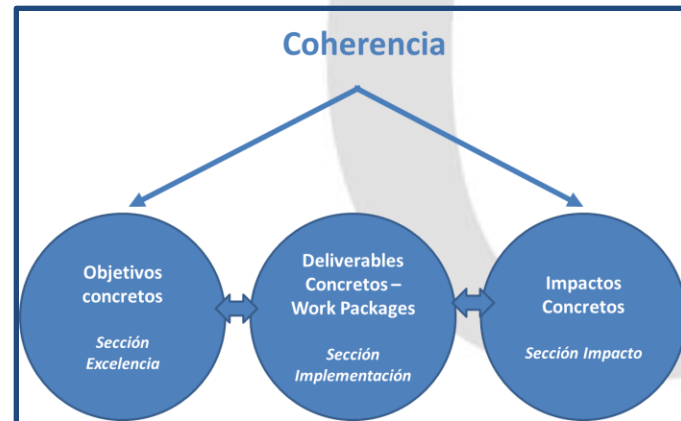 Coherencia
Objetivos
concretos
Sección
Excelencia
Deliverables
Concretos –
Work Packages
Sección
Implementación
Impactos
Concretos
Sección Impacto